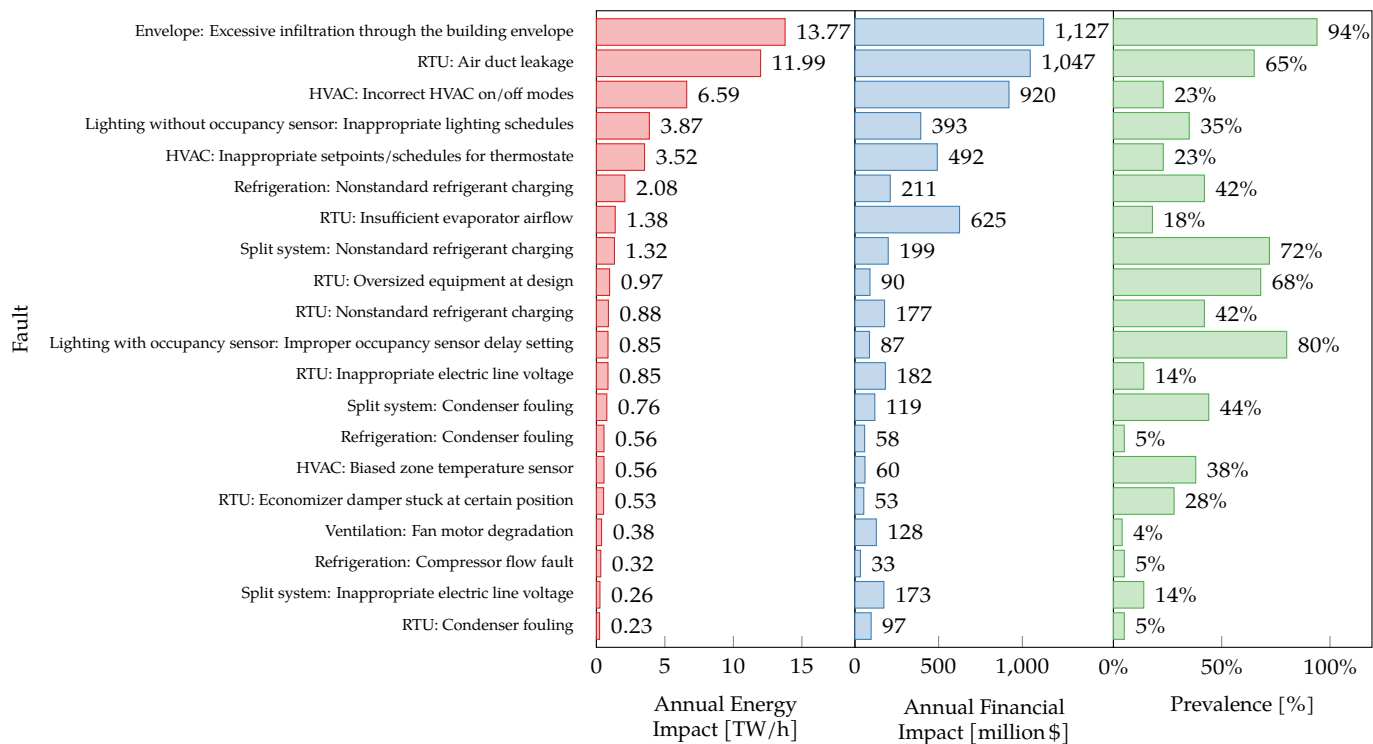 Fault
Envelope: Excessive infiltration through the building envelope 13.77 1,127 94%
RTU: Air duct leakage 11.99 1,047 65%
HVAC: Incorrect HVAC on/off modes 6.59 920 23%
Lighting without occupancy sensor: Inappropriate lighting schedules 3.87 393 35%
HVAC: Inappropriate setpoints/schedules for thermostate 3.52 492 23%
Refrigeration: Nonstandard refrigerant charging 2.08 211 42%
RTU: Insufficient evaporator airflow 1.38 625 18%
Split system: Nonstandard refrigerant charging 1.32 199 72%
RTU: Oversized equipment at design 0.97 90 68%
RTU: Nonstandard refrigerant charging 0.88 177 42%
Lighting with occupancy sensor: Improper occupancy sensor delay setting 0.85 87 80%
RTU: Inappropriate electric line voltage 0.85 182 14%
Split system: Condenser fouling 0.76 119 44%
Refrigeration: Condenser fouling 0.56 58 5%
HVAC: Biased zone temperature sensor 0.56 60 38%
RTU: Economizer damper stuck at certain position 0.53 53 28%
Ventilation: Fan motor degradation 0.38 128 4%
Refrigeration: Compressor flow fault 0.32 33 5%
Split system: Inappropriate electric line voltage 0.26 173 14%
RTU: Condenser fouling 0.23 97 5%
0 5 10 15 0 500 1,000 0% 50% 100%
Annual Energy
Impact [TW/h]
Annual Financial
Impact [million $]
Prevalence [%]